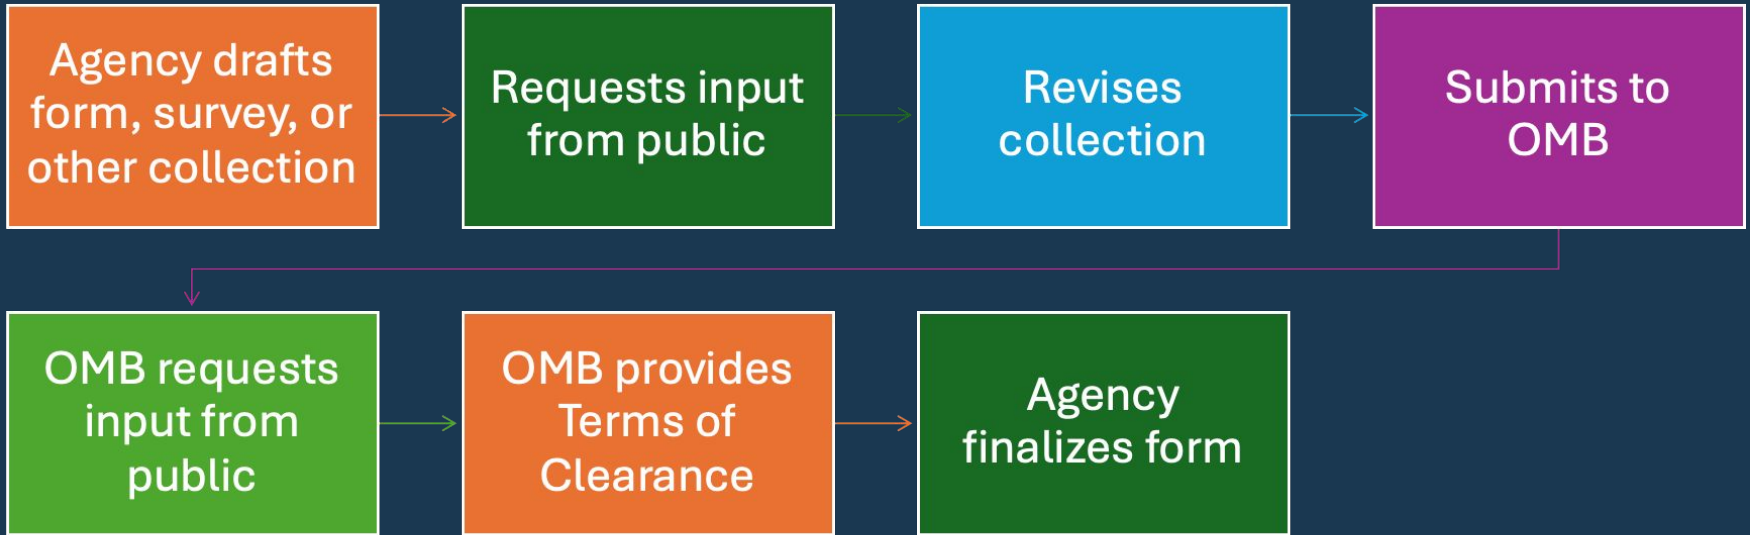 Agency drafts
form, survey, or
other collection
Requests input
from public
Revises
collection
Submits to
OMB
OMB requests
input from
public
OMB provides
Terms of
Clearance
Agency
finalizes form